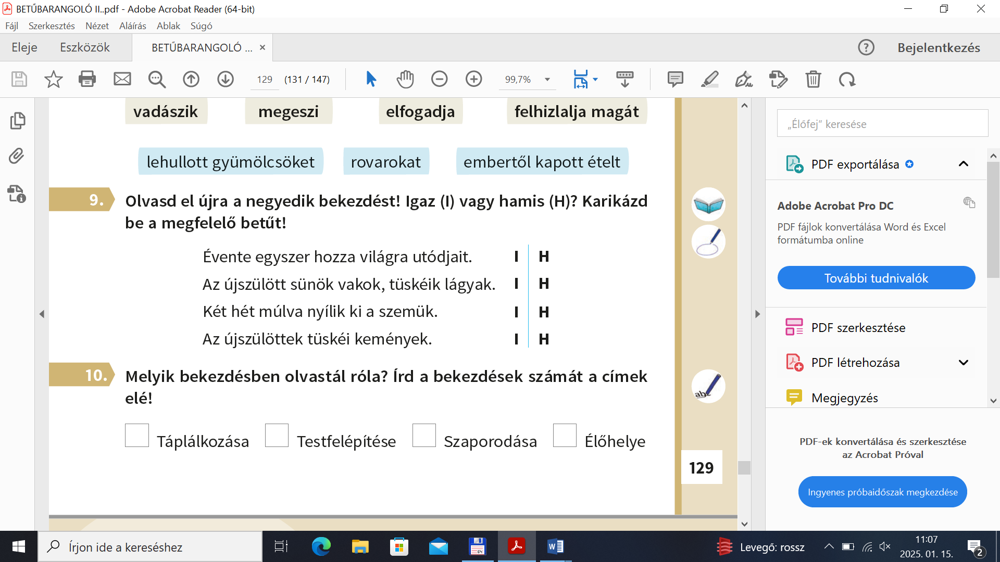 BETŰBARANGOLÓ II..pdf - Adobe Acrobat Reader (64-bit)
Fájl Szerkesztés Nézet Aláírás Ablak Súgó
Eleje Eszközök BETŰBARANGOLÓ ... × ? Bejelentkezés
129 (131 / 147) 99,7%
vadászik megeszi elfogadja felhizlalja magát
lehullott gyümölcsöket rovarokat embertől kapott ételt
9. Olvasd el újra a negyedik bekezdést! Igaz (I) vagy hamis (H)? Karikázd
be a megfelelő betűt!
Évente egyszer hozza világra utódjait. I H
Az újszülött sünök vakok, tüskéik lágyak. I H
Két hét múlva nyílik ki a szemük. I H
Az újszülöttek tüskéi kemények. I H
10. Melyik bekezdésben olvastál róla? Írd a bekezdések számát a címek
elé!
abc
Táplálkozása Testfelépítése Szaporodása Élőhelye
129
„Élőfej” keresése
PDF exportálása
Adobe Acrobat Pro DC
PDF fájlok konvertálása Word és Excel
formátumba online
További tudnivalók
PDF szerkesztése
PDF létrehozása
Megjegyzés
PDF-ek konvertálása és szerkesztése
az Acrobat Próval
Ingyenes próbaidőszak megkezdése
Írjon ide a kereséshez
64
W
Levegő: rossz
11:07
2025. 01. 15.
2